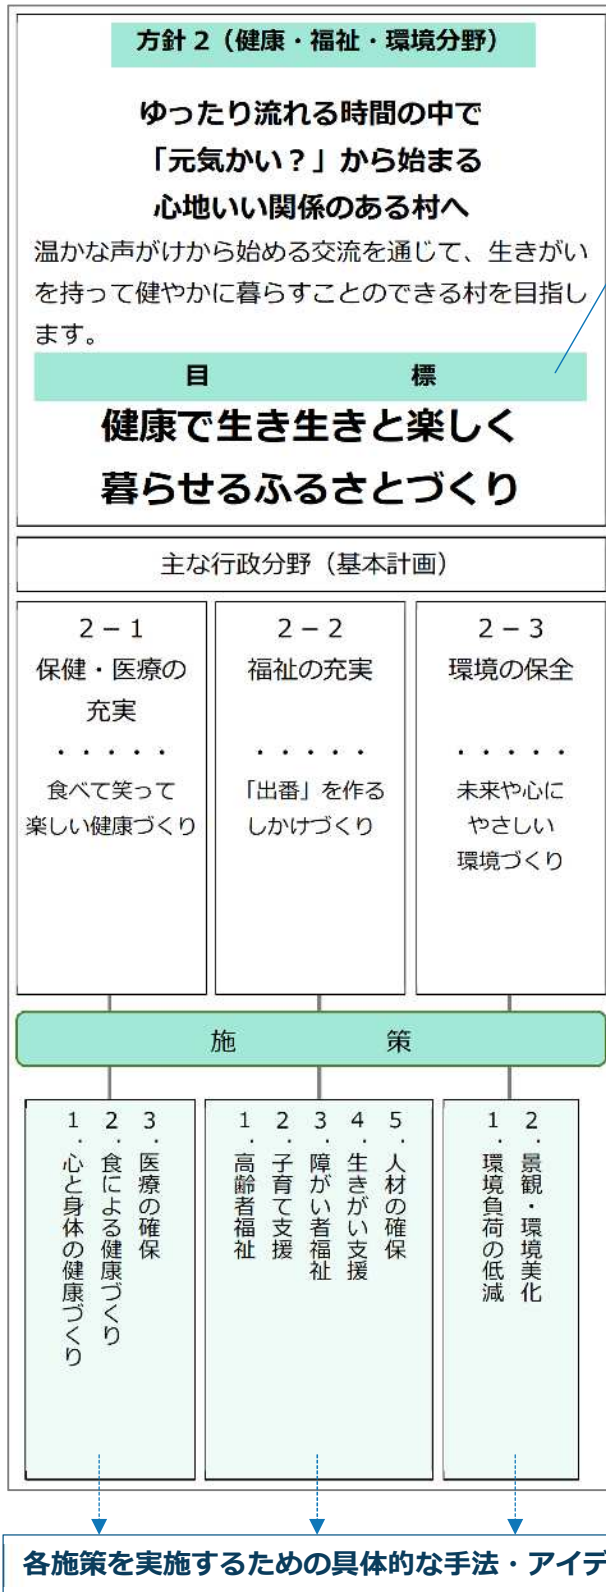 方針2（健康・福祉・環境分野）
ゆったり流れる時間の中で
「元気かい？」から始まる
心地いい関係のある村へ
温かな声がけから始める交流を通じて、生きがい
を持って健やかに暮らすことのできる村を目指し
ます。
目　標
健康で生き生きと楽しく
暮らせるふるさとづくり
主な行政分野（基本計画）
２－１
保健・医療の
充実
・・・・・
食べて笑って
楽しい健康づくり
２－２
福祉の充実
・・・・・
「出番」を作る
しかけづくり
２－３
環境の保全
・・・・・
未来や心に
やさしい
環境づくり
施　策
1．心と身体の健康づくり
2．食による健康づくり
3．医療の確保
1．高齢者福祉
2．子育て支援
3．障がい者福祉
4．生きがい支援
5．人材の確保
1．環境負荷の低減
2．景観・環境美化
各施策を実施するための具体的な手法・アイデ